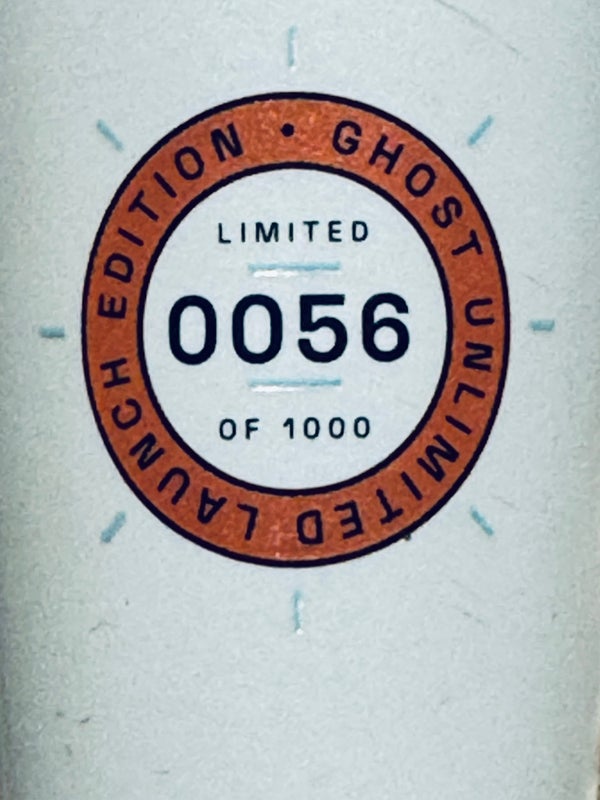 GHOST UNLIMITED LAUNCH EDITION •
LIMITED
0056
OF 1000